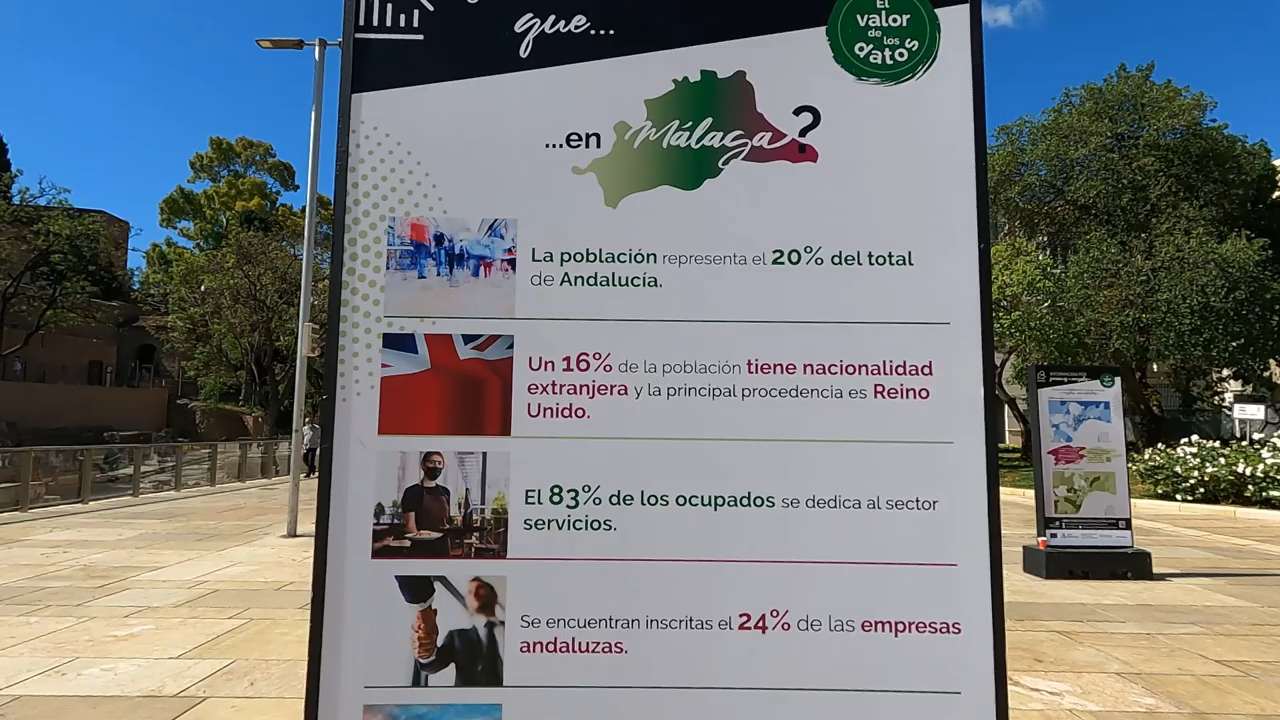 que...
El
valor
de los
datos
...en Málaga?
La población representa el 20% del total
de Andalucía.
Un 16% de la población tiene nacionalidad
extranjera y la principal procedencia es Reino
Unido.
El 83% de los ocupados se dedica al sector
servicios.
Se encuentran inscritas el 24% de las empresas
andaluzas.